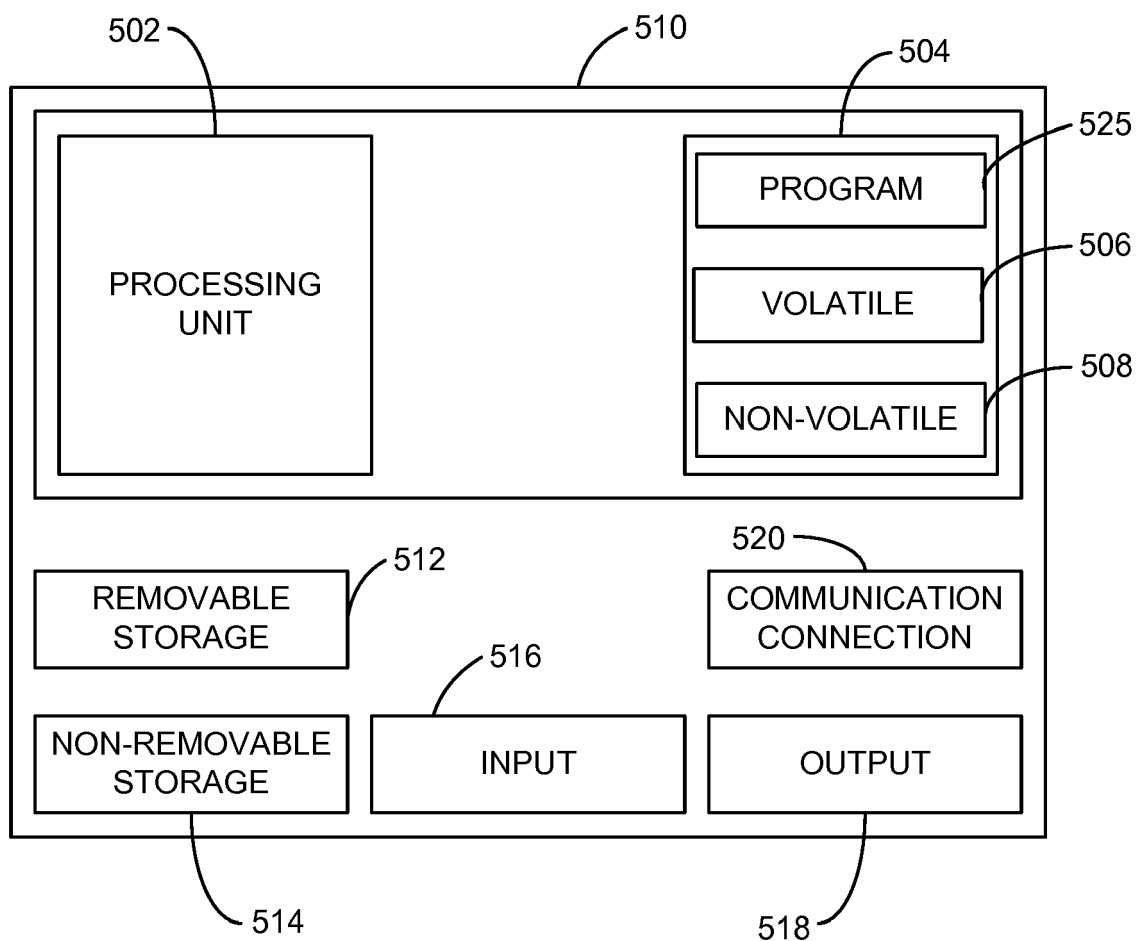 502
510
504
525
PROGRAM
506
PROCESSING
UNIT
VOLATILE
508
NON-VOLATILE
512
520
REMOVABLE
STORAGE
COMMUNICATION
CONNECTION
516
NON-REMOVABLE
STORAGE
INPUT
OUTPUT
514
518